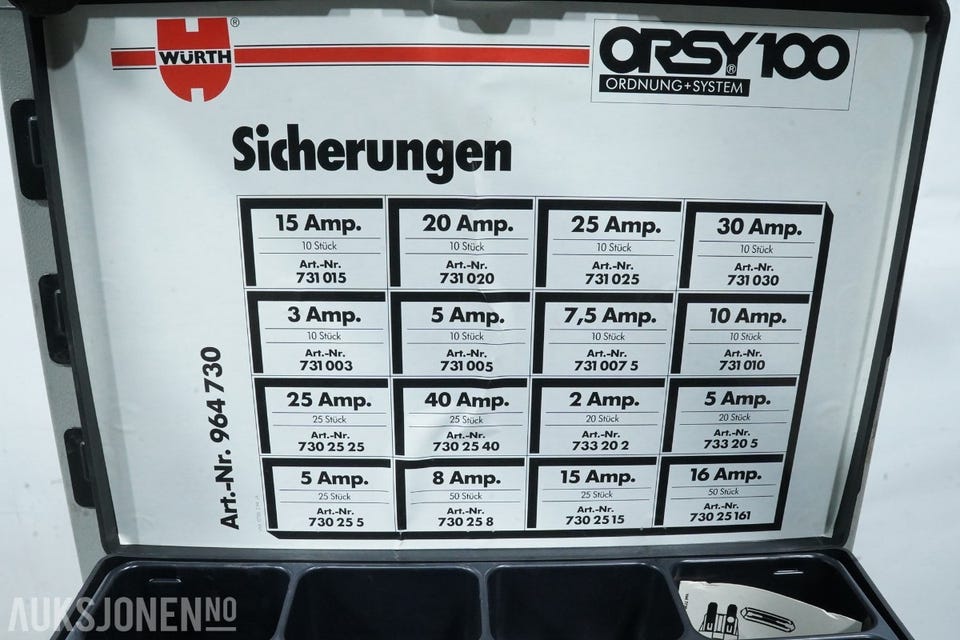 WÜRTH ®
ORSY®100
ORDNUNG+SYSTEM
Sicherungen
15 Amp. 20 Amp. 25 Amp. 30 Amp.
10 Stück 10 Stück 10 Stück 10 Stück
Art.-Nr. Art.-Nr. Art.-Nr. Art.-Nr.
731 015 731 020 731 025 731 030
3 Amp. 5 Amp. 7,5 Amp. 10 Amp.
10 Stück 10 Stück 10 Stück 10 Stück
Art.-Nr. Art.-Nr. Art.-Nr. Art.-Nr.
731 003 731 005 731 007 5 731 010
25 Amp. 40 Amp. 2 Amp. 5 Amp.
25 Stück 25 Stück 20 Stück 20 Stück
Art.-Nr. Art.-Nr. Art.-Nr. Art.-Nr.
730 25 25 730 25 40 733 20 2 733 20 5
5 Amp. 8 Amp. 15 Amp. 16 Amp.
25 Stück 50 Stück 25 Stück 50 Stück
Art.-Nr. Art.-Nr. Art.-Nr. Art.-Nr.
730 25 5 730 25 8 730 25 15 730 25 161
Art.-Nr. 964 730
AUKSJONEN.NO